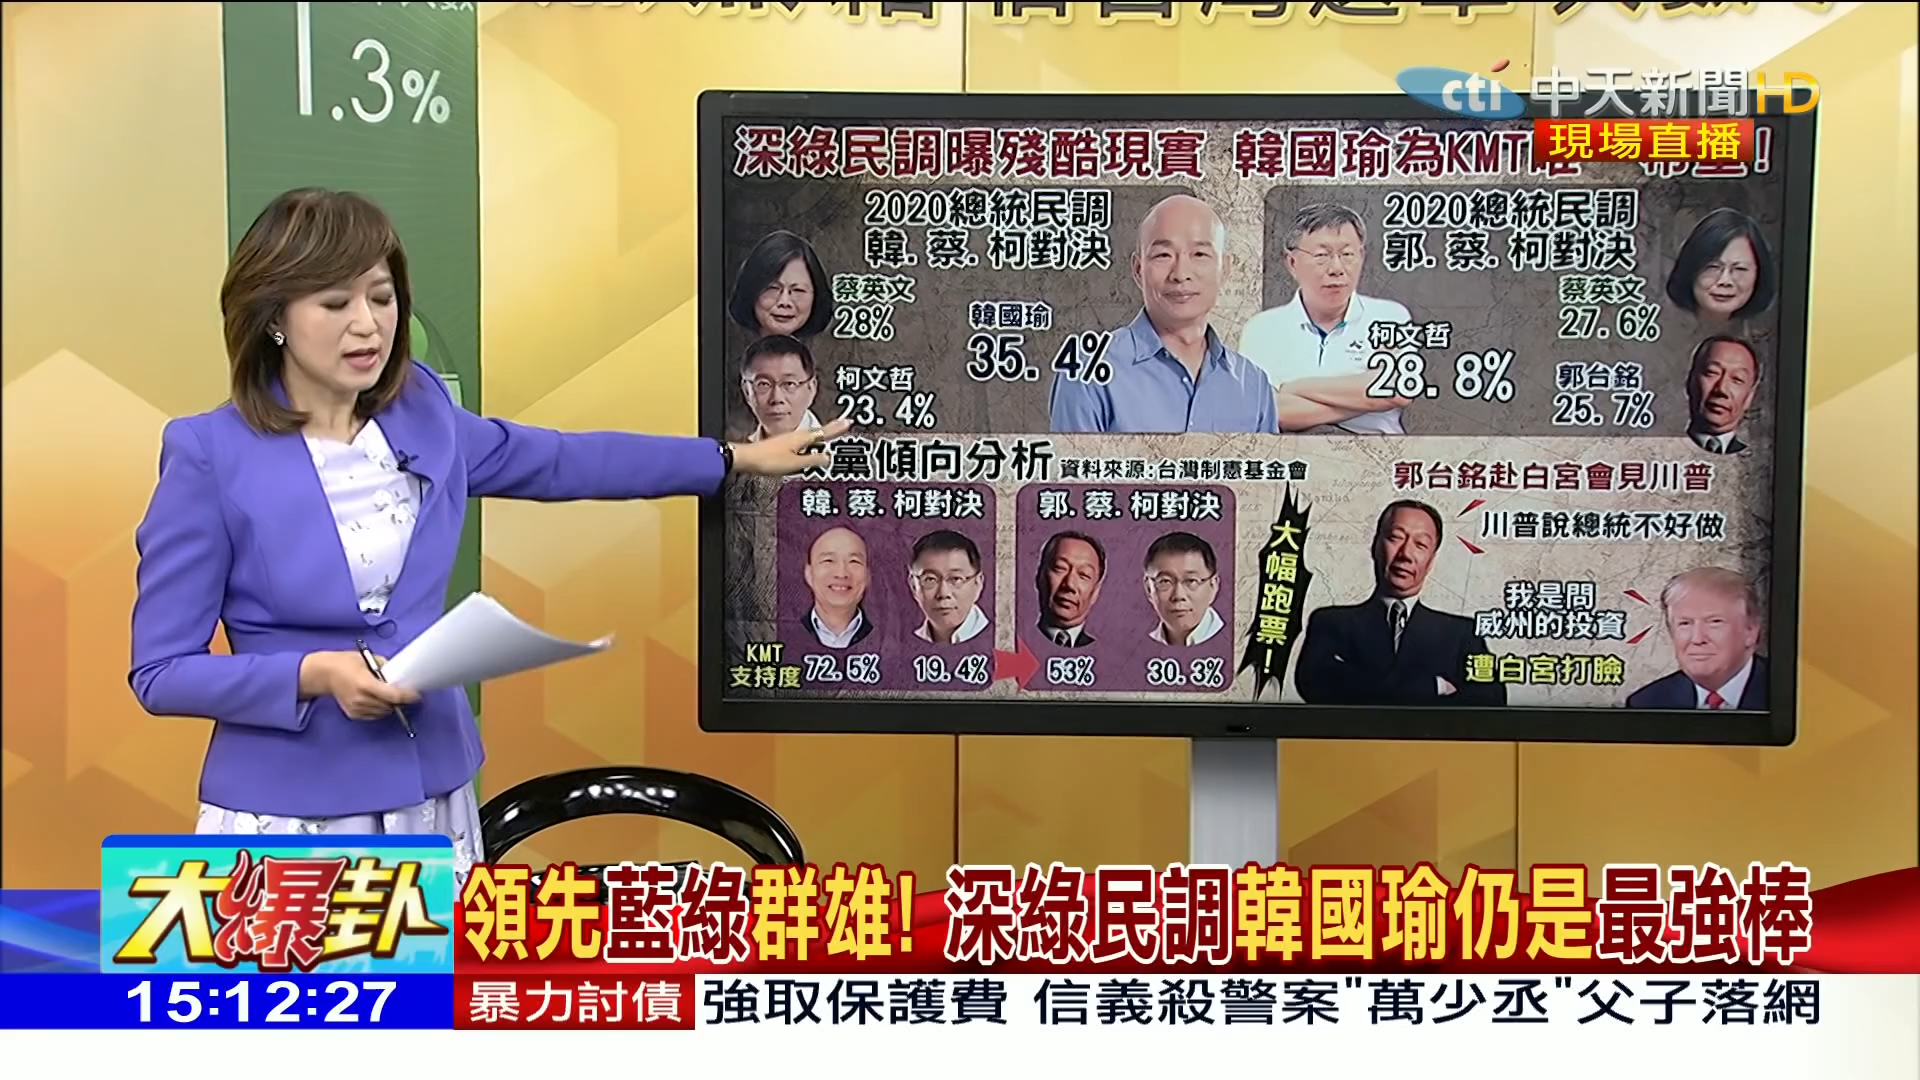 1.3%
cti 中天新聞HD
現場直播
深綠民調曝殘酷現實 韓國瑜為KMT
2020總統民調
韓.蔡.柯對決
蔡英文
28%
韓國瑜
35.4%
柯文哲
23.4%
2020總統民調
郭.蔡.柯對決
蔡英文
27.6%
柯文哲
28.8%
郭台銘
25.7%
黨傾向分析 資料來源:台灣制憲基金會
韓.蔡.柯對決
郭.蔡.柯對決
KMT
支持度 72.5% 19.4% 53% 30.3%
大幅跑票!
郭台銘赴白宮會見川普
川普說總統不好做
我是問
威州的投資
遭白宮打臉
大爆卦
領先藍綠群雄! 深綠民調韓國瑜仍是最強棒
15:12:27
暴力討債 強取保護費 信義殺警案"萬少丞"父子落網